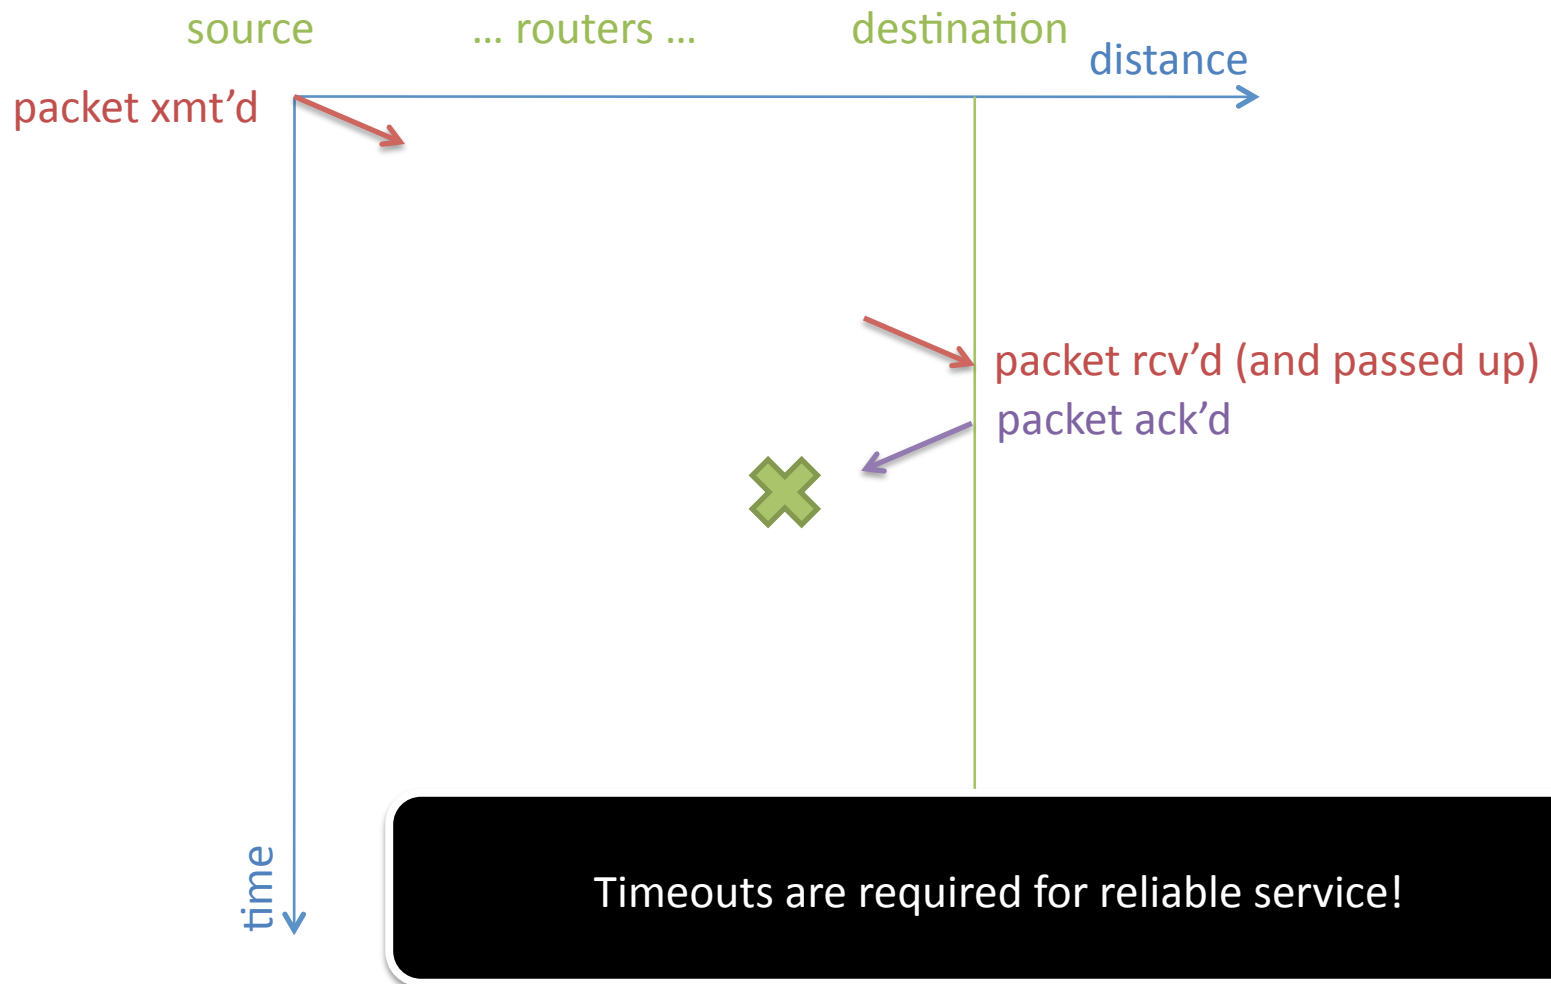 source
... routers ...
destination
distance
packet xmt’d
packet rcv’d (and passed up)
packet ack’d
time
Timeouts are required for reliable service!